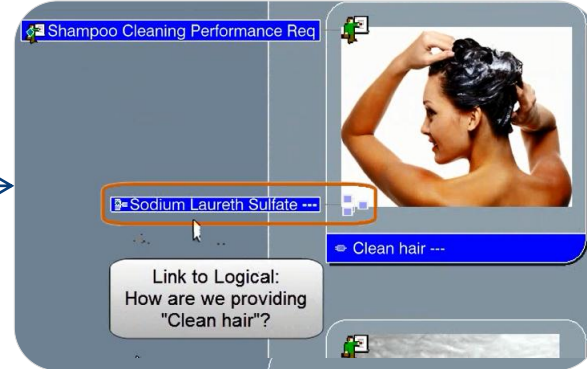 Shampoo Cleaning Performance Req
Sodium Laureth Sulfate ---
Clean hair ---
Link to Logical:
How are we providing
"Clean hair"?